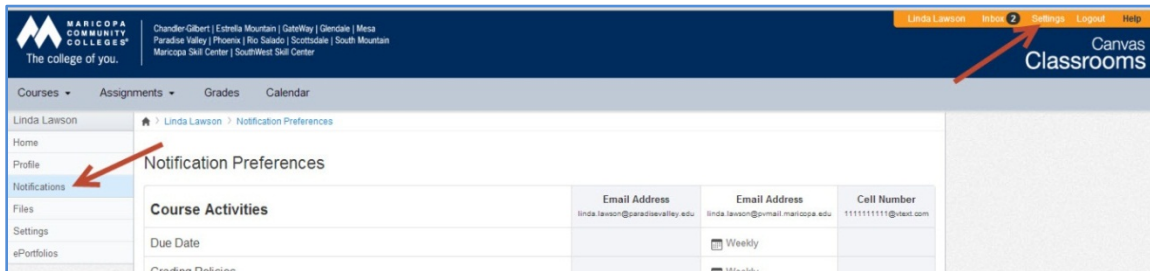 MARICOPA
COMMUNITY
COLLEGES®
The college of you.
Chandler-Gilbert | Estrella Mountain | GateWay | Glendale | Mesa
Paradise Valley | Phoenix | Rio Salado | Scottsdale | South Mountain
Maricopa Skill Center | SouthWest Skill Center
Linda Lawson Inbox 2 Settings Logout Help
Canvas
Classrooms
Courses Assignments Grades Calendar
Linda Lawson
Home
Profile
Notifications
Files
Settings
ePortfolios
Linda Lawson > Notification Preferences
Notification Preferences
Course Activities
Email Address
linda.lawson@paradisevalley.edu
Email Address
linda.lawson@pvmail.maricopa.edu
Cell Number
1111111111@vtext.com
Due Date Weekly
Grading Policies Weekly